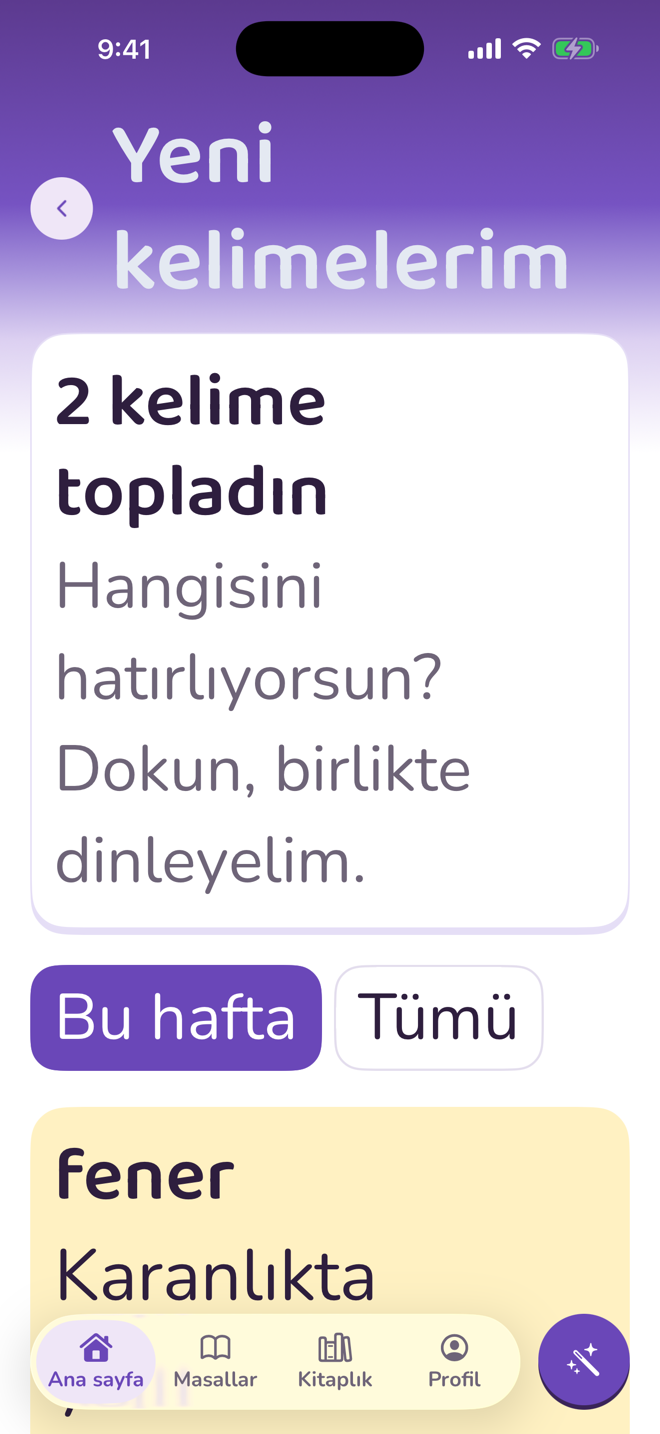 9:41
Yeni
kelimelerim
2 kelime
topladın
Hangisini
hatırlıyorsun?
Dokun, birlikte
dinleyelim.
Bu hafta
Tümü
fener
Karanlıkta
Ana sayfa
Masallar
Kitaplık
Profil